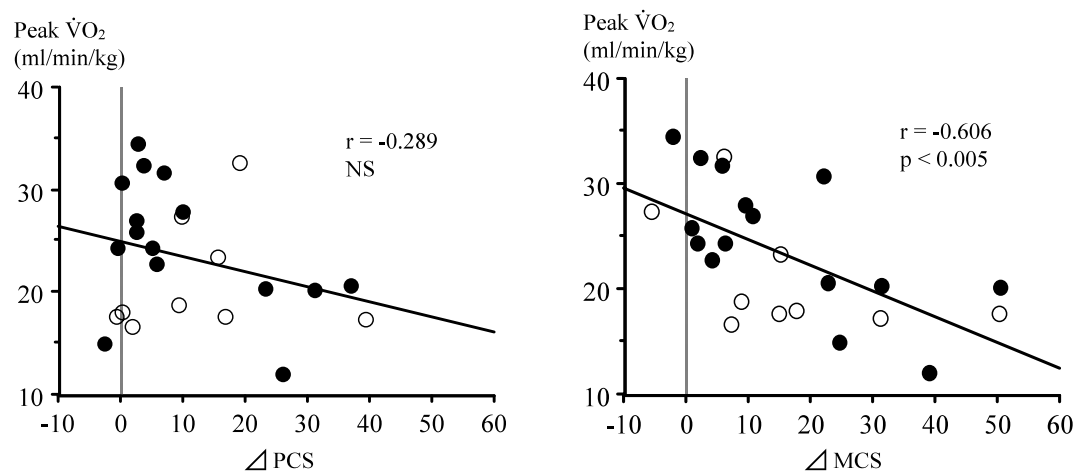 Peak V̇O₂
(ml/min/kg)
40
30
20
10
-10 0 10 20 30 40 50 60
⊿ PCS
r = -0.289
NS
Peak V̇O₂
(ml/min/kg)
40
30
20
10
-10 0 10 20 30 40 50 60
⊿ MCS
r = -0.606
p < 0.005